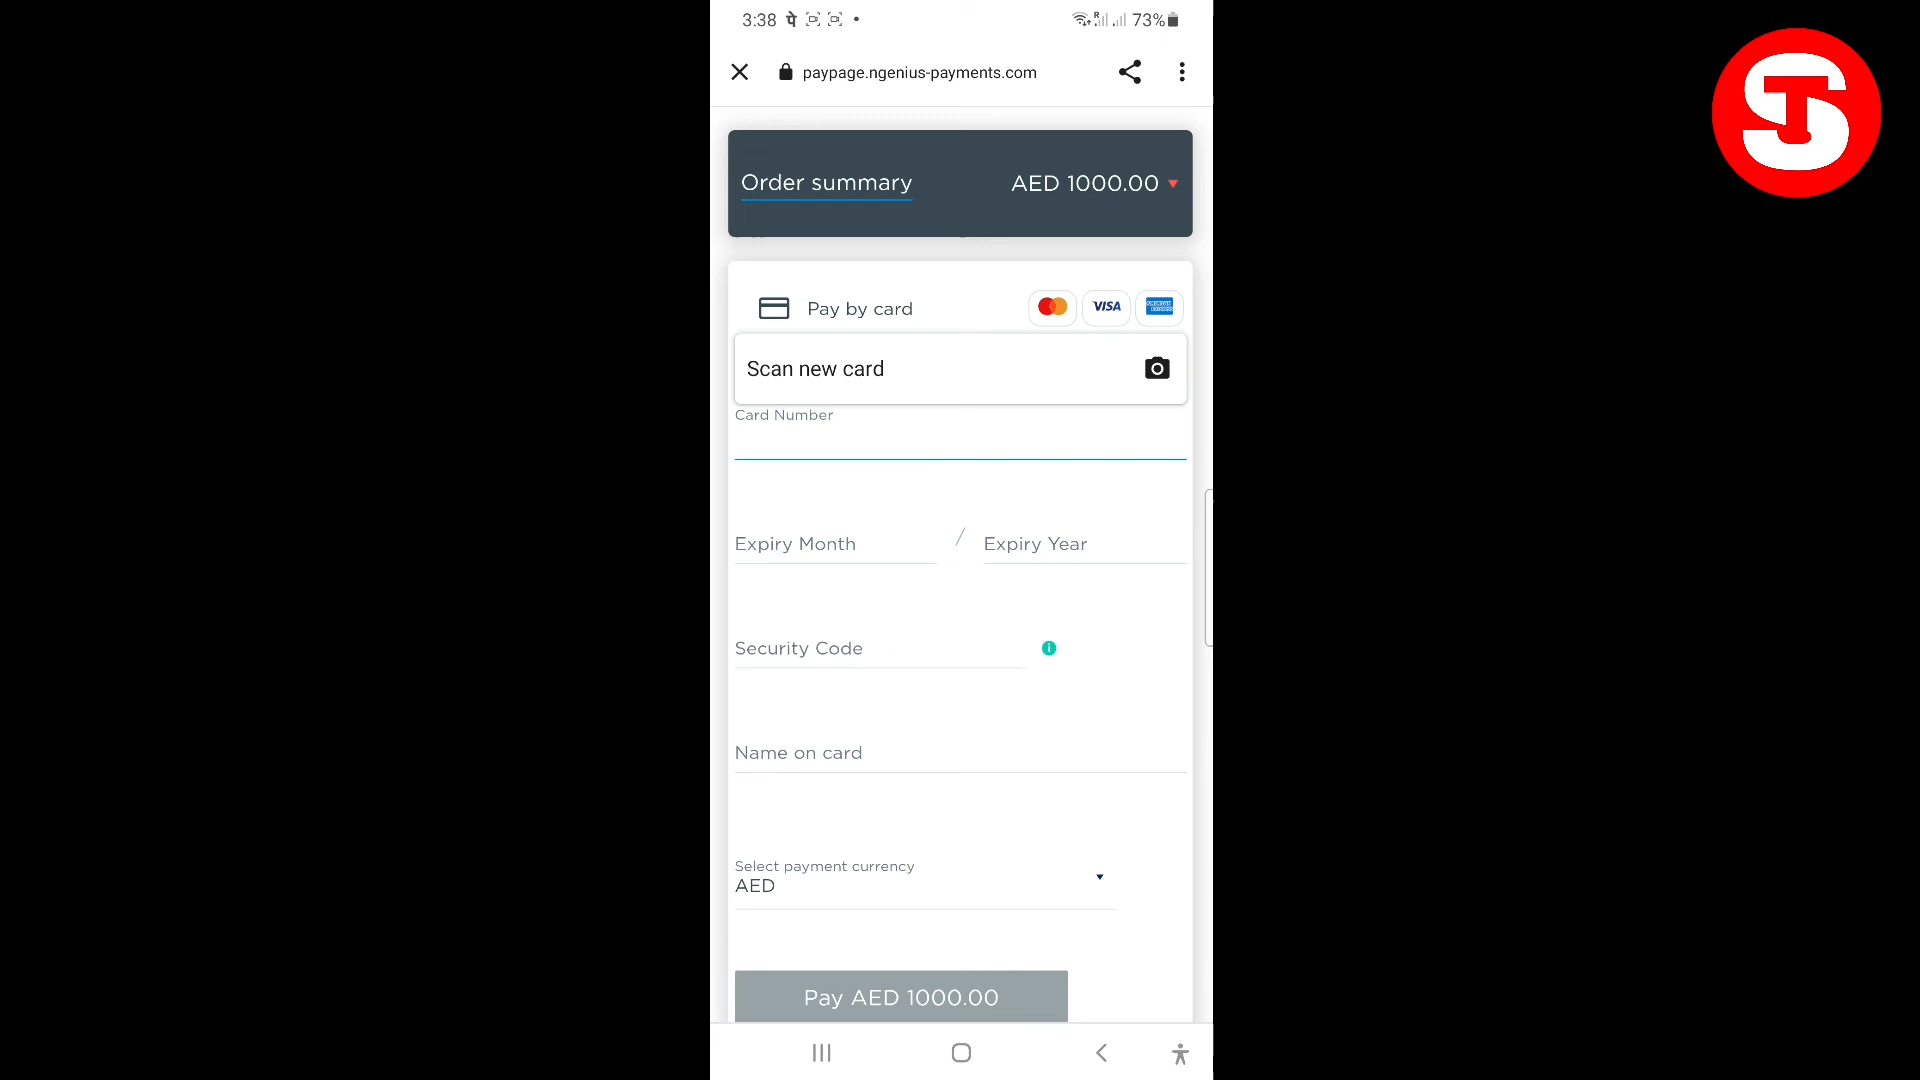 3:38 पे 73%
paypage.ngenius-payments.com
Order summary AED 1000.00
Pay by card VISA
Scan new card
Card Number
Expiry Month / Expiry Year
Security Code
Name on card
Select payment currency
AED
Pay AED 1000.00